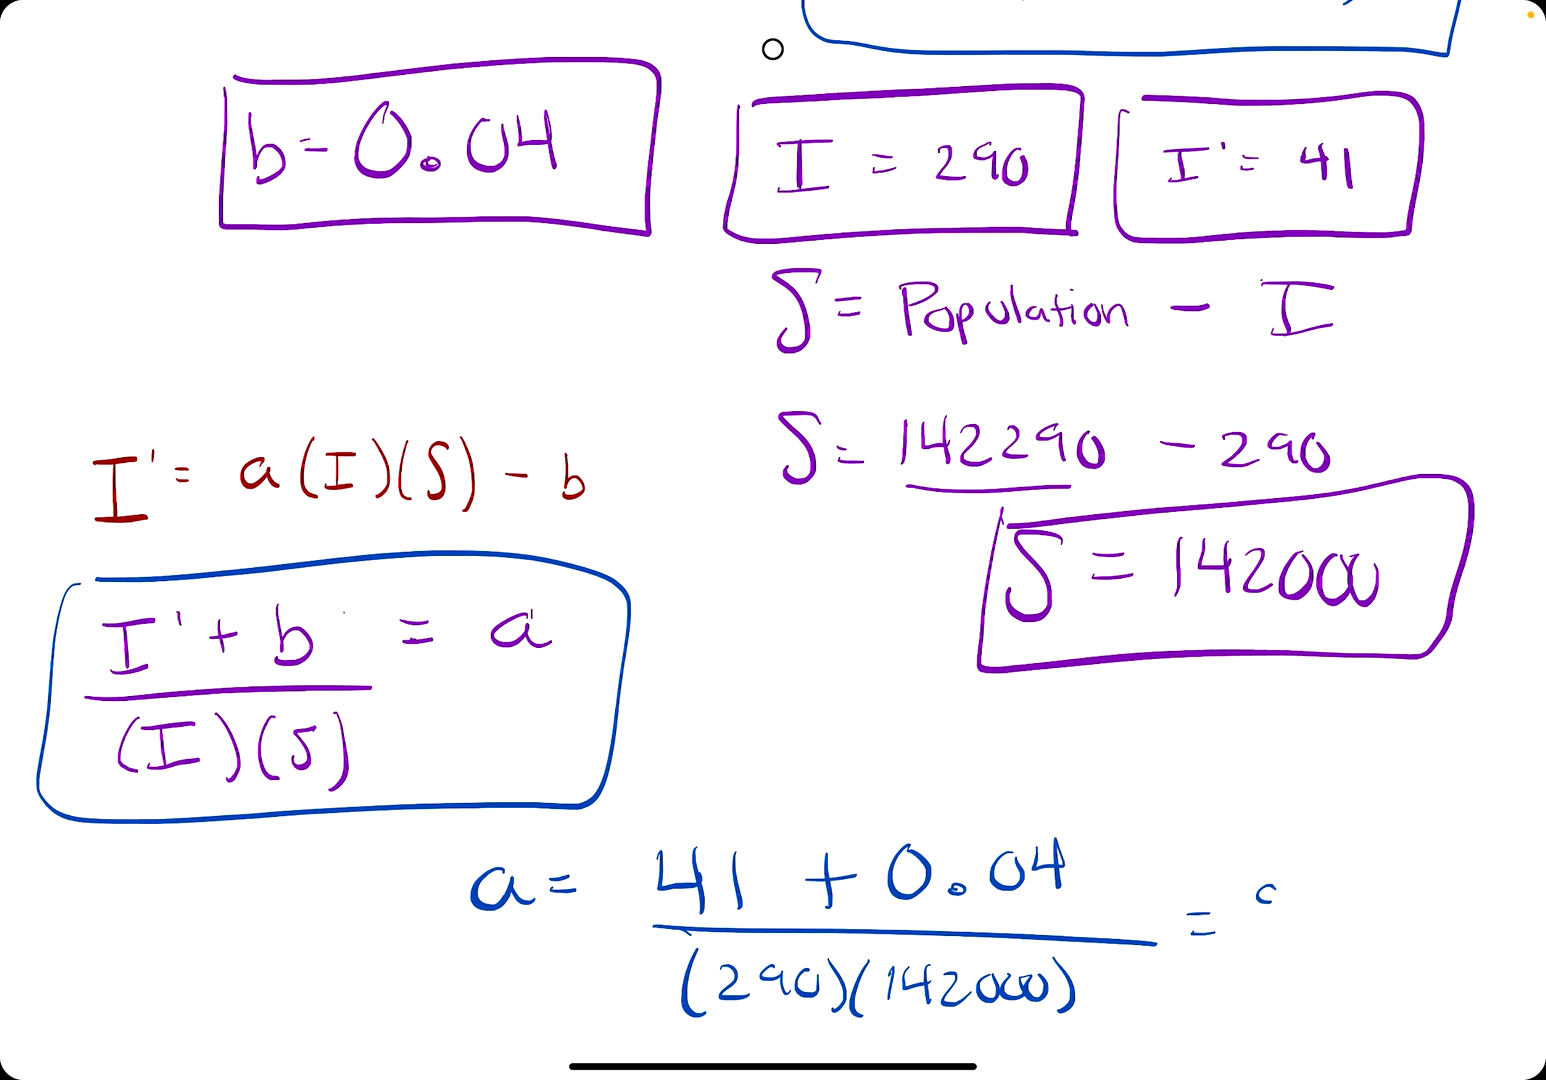 b = 0.04
I = 290
I' = 41
S = Population - I
S = 142290 - 290
S = 142000
I' = a(I)(S) - b
I' + b = a
(I)(S)
a = 41 + 0.04 =
(290)(142000)